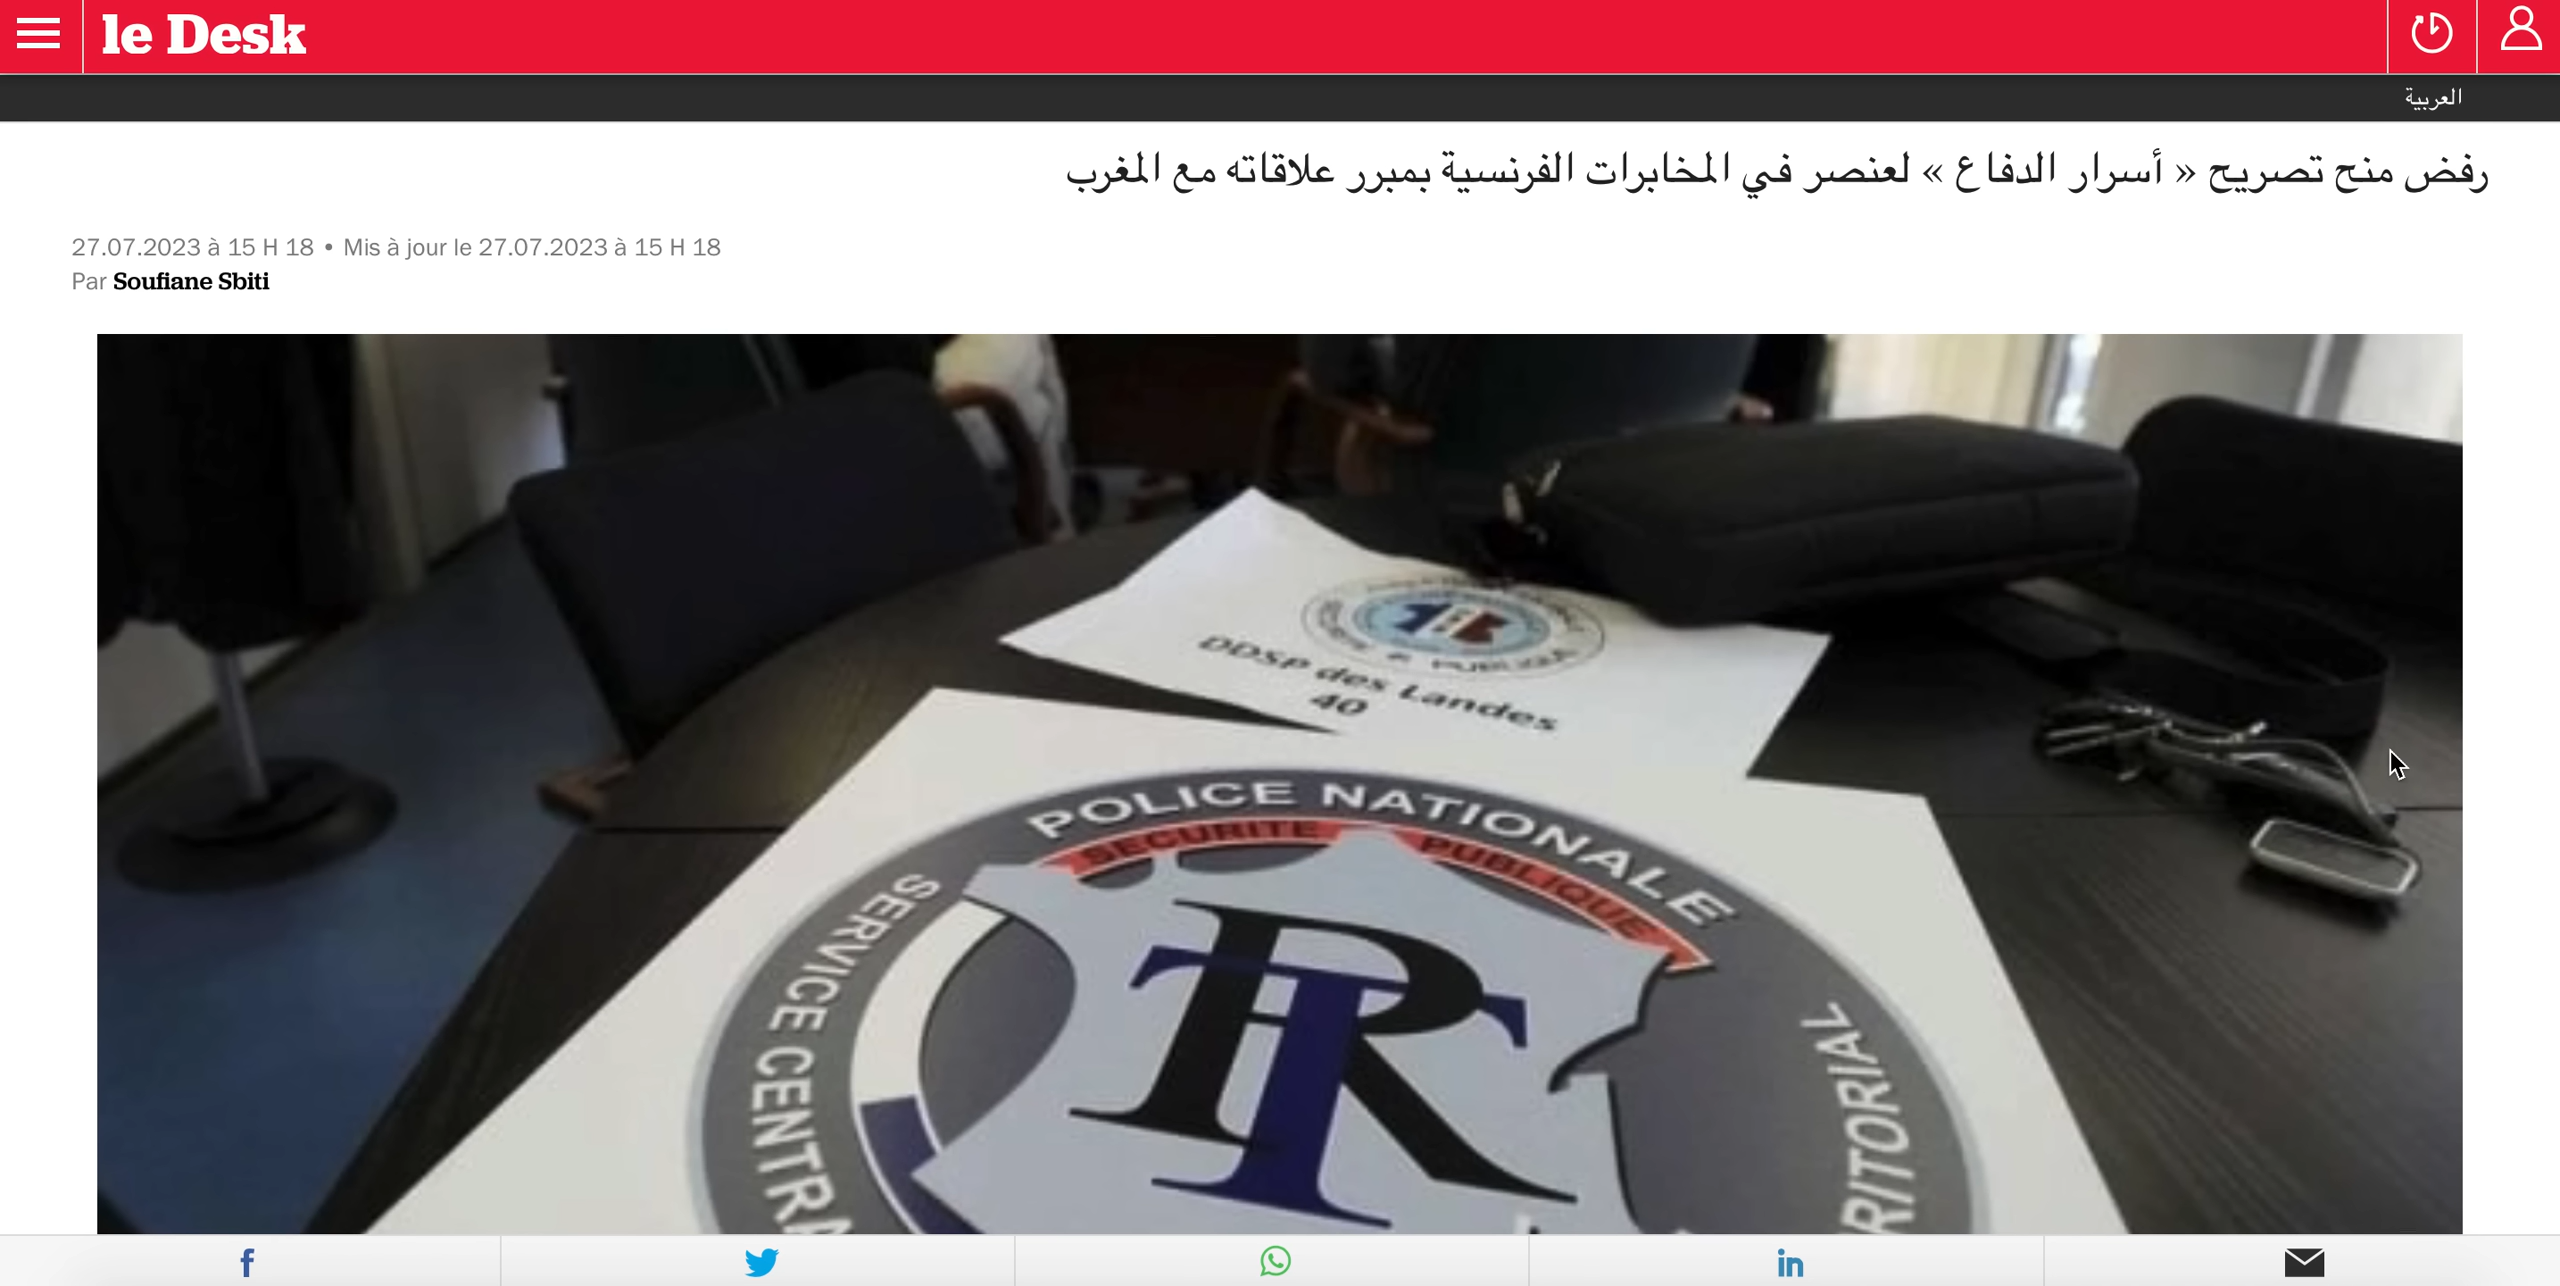 le Desk
العربية
رفض منح تصريح « أسرار الدفاع » لعنصر في المخابرات الفرنسية بمبرر علاقاته مع المغرب
27.07.2023 à 15 H 18 • Mis à jour le 27.07.2023 à 15 H 18
Par Soufiane Sbiti
DDSP des Landes
40
POLICE NATIONALE
SECURITE PUBLIQUE
SERVICE CENTRA
RITORIAL
RT